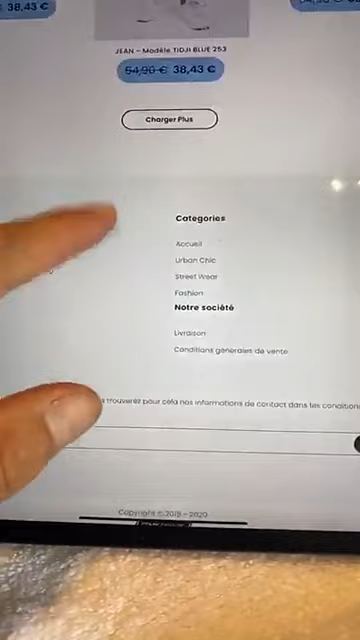 38,43 €
JEAN – Modèle TIDJI BLUE 253
54,90 € 38,43 €
Charger Plus
Categories
Accueil
Urban Chic
Street Wear
Fashion
Notre société
Livraison
Conditions générales de vente
trouverez pour cela nos informations de contact dans les conditions
Copyright © 2019 - 2020